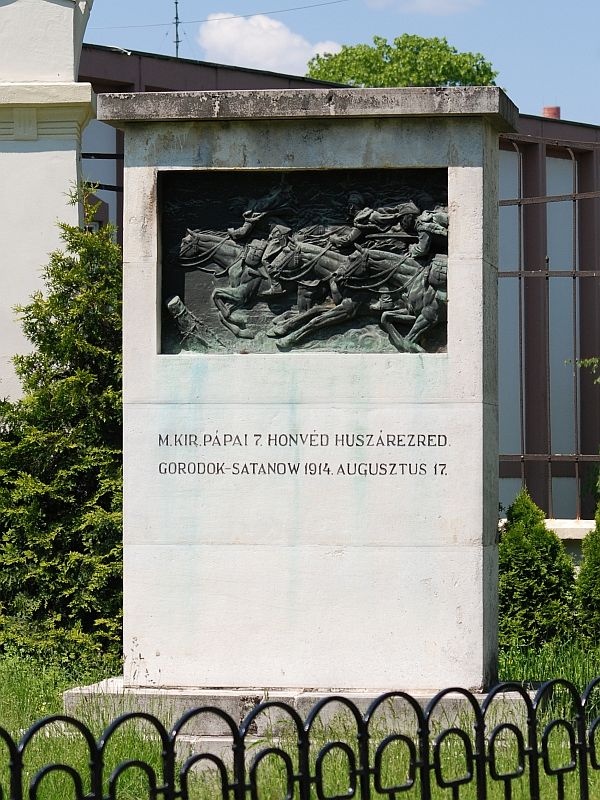 M.KIR.PÁPAI 7. HONVÉD HUSZÁREZRED.
GORODOK-SATANOW 1914. AUGUSZTUS 17.